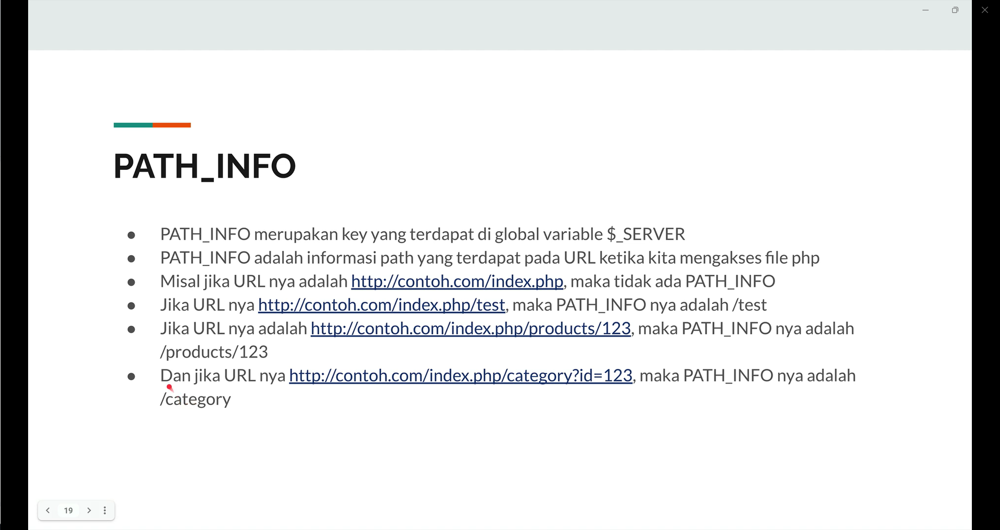 PATH_INFO
● PATH_INFO merupakan key yang terdapat di global variable $_SERVER
● PATH_INFO adalah informasi path yang terdapat pada URL ketika kita mengakses file php
● Misal jika URL nya adalah http://contoh.com/index.php, maka tidak ada PATH_INFO
● Jika URL nya http://contoh.com/index.php/test, maka PATH_INFO nya adalah /test
● Jika URL nya adalah http://contoh.com/index.php/products/123, maka PATH_INFO nya adalah
/products/123
● Dan jika URL nya http://contoh.com/index.php/category?id=123, maka PATH_INFO nya adalah
/category
19